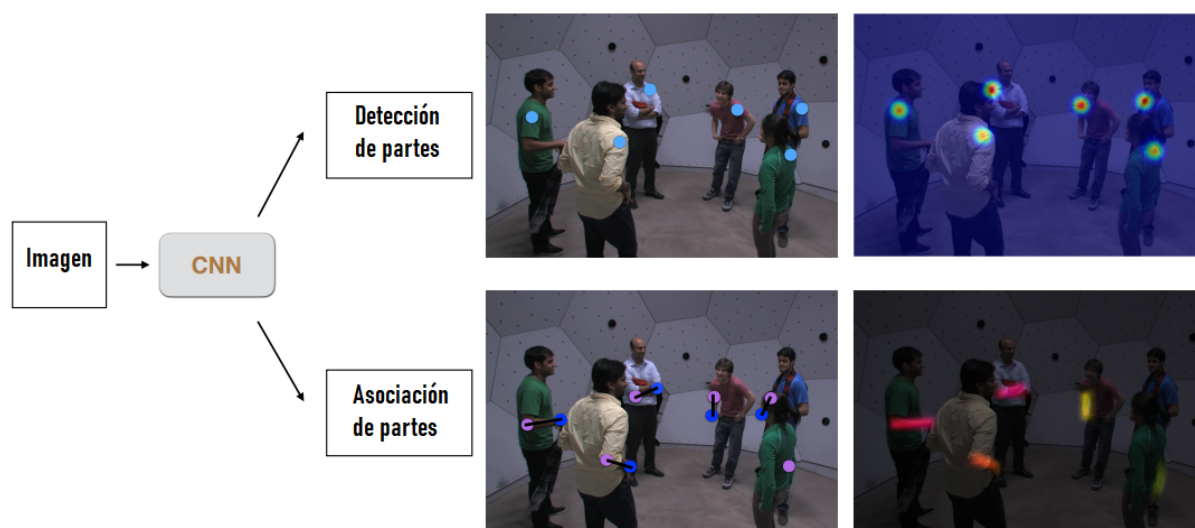 Detección
de partes
Imagen
CNN
Asociación
de partes